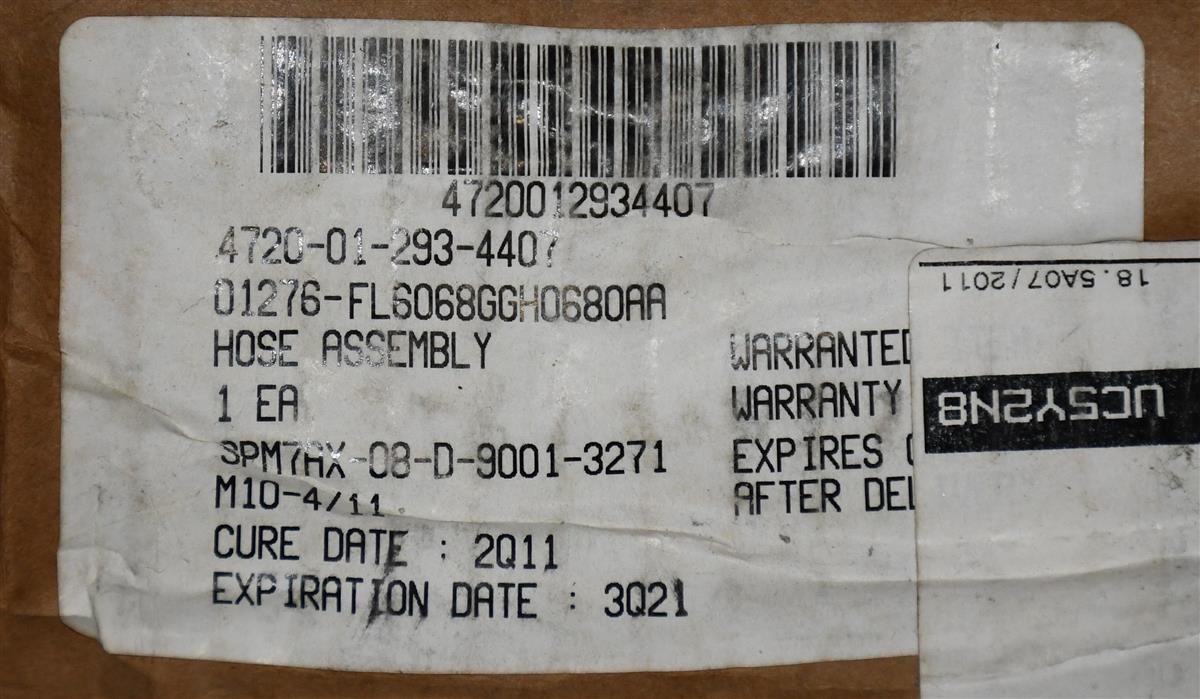 4720012934407
4720-01-293-4407
01276-FL6068GGH0680AA
HOSE ASSEMBLY
1 EA
SPM7AX-08-D-9001-3271
M10-4/11
CURE DATE : 2Q11
EXPIRATION DATE : 3Q21
WARRANTED
WARRANTY
EXPIRES
AFTER DEL
18.5A07/2011
UCSY2N8